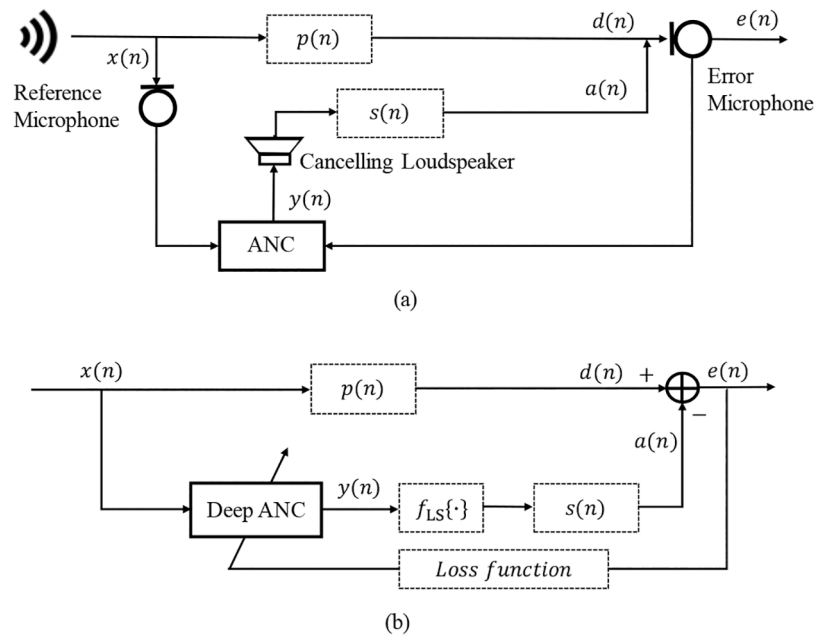 x(n)
p(n)
d(n)
e(n)
Reference
Microphone
s(n)
a(n)
Error
Microphone
Cancelling Loudspeaker
y(n)
ANC
(a)
x(n)
p(n)
d(n)
+
e(n)
−
a(n)
Deep ANC
y(n)
f_LS{·}
s(n)
Loss function
(b)